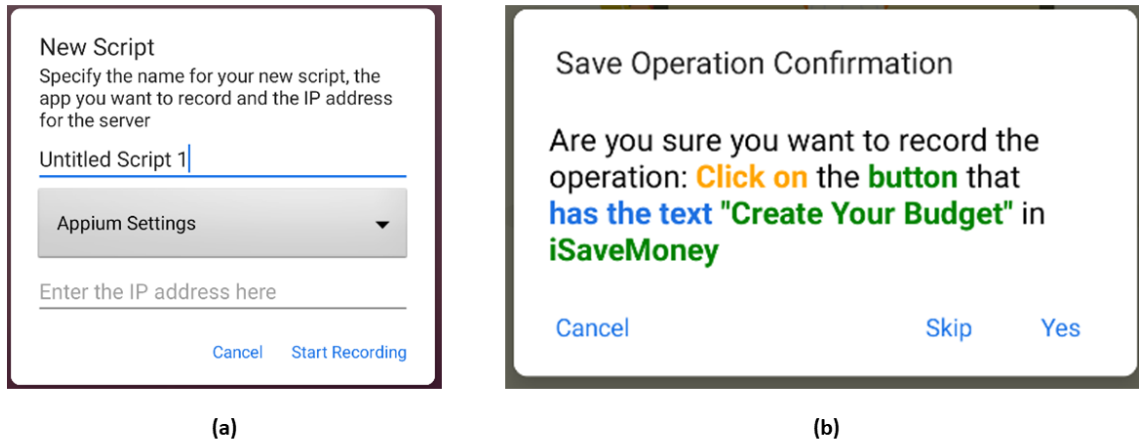 New Script
Specify the name for your new script, the
app you want to record and the IP address
for the server
Untitled Script 1
Appium Settings
Enter the IP address here
Cancel Start Recording
(a)
Save Operation Confirmation
Are you sure you want to record the
operation: Click on the button that
has the text "Create Your Budget" in
iSaveMoney
Cancel Skip Yes
(b)